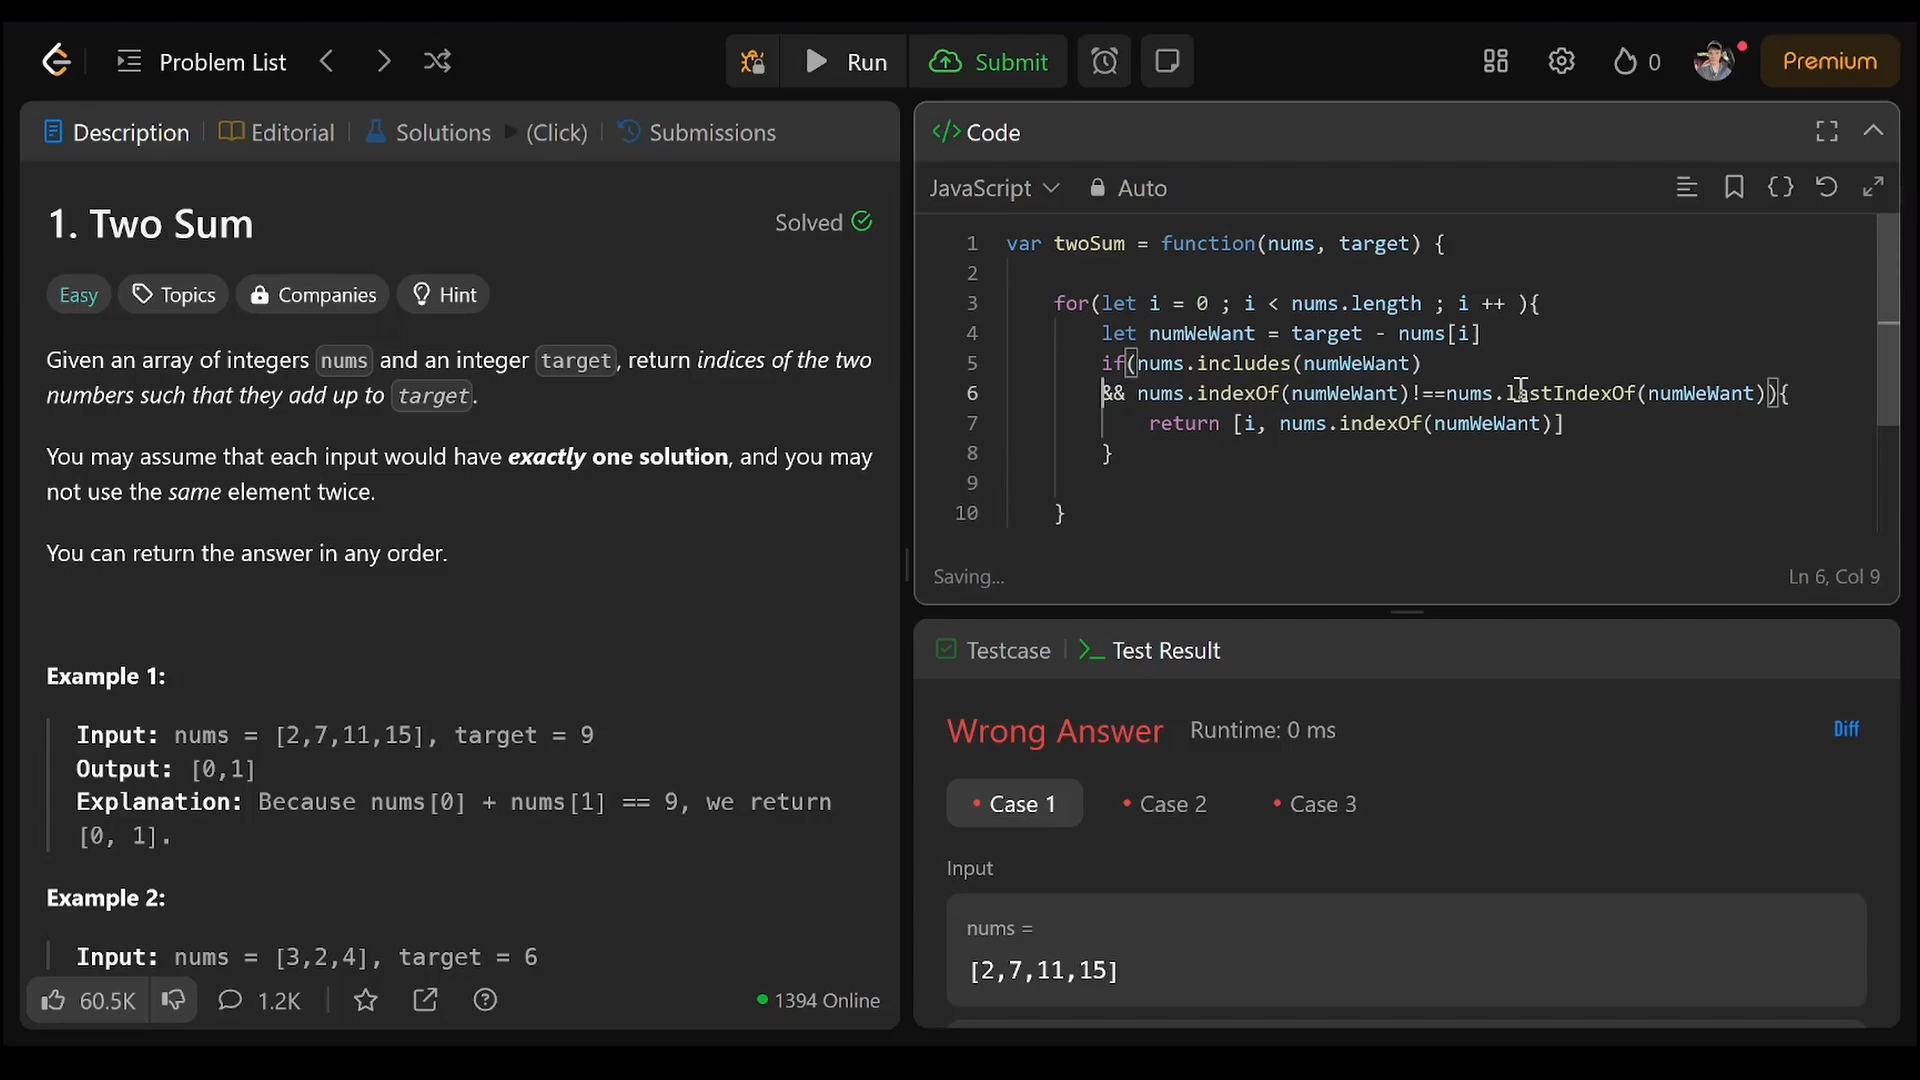 Problem List
Run
Submit
0
Premium
Description
Editorial
Solutions
(Click)
Submissions
1. Two Sum
Solved
Easy
Topics
Companies
Hint
Given an array of integers nums and an integer target, return indices of the two
numbers such that they add up to target.
You may assume that each input would have exactly one solution, and you may
not use the same element twice.
You can return the answer in any order.
Example 1:
Input: nums = [2,7,11,15], target = 9
Output: [0,1]
Explanation: Because nums[0] + nums[1] == 9, we return
[0, 1].
Example 2:
Input: nums = [3,2,4], target = 6
60.5K
1.2K
1394 Online
</> Code
JavaScript
Auto
1 var twoSum = function(nums, target) {
2
3 for(let i = 0 ; i < nums.length ; i ++ ){
4 let numWeWant = target - nums[i]
5 if(nums.includes(numWeWant)
6 && nums.indexOf(numWeWant)!==nums.lastIndexOf(numWeWant)){
7 return [i, nums.indexOf(numWeWant)]
8 }
9
10 }
Saving...
Ln 6, Col 9
Testcase
Test Result
Wrong Answer
Runtime: 0 ms
Diff
Case 1
Case 2
Case 3
Input
nums =
[2,7,11,15]